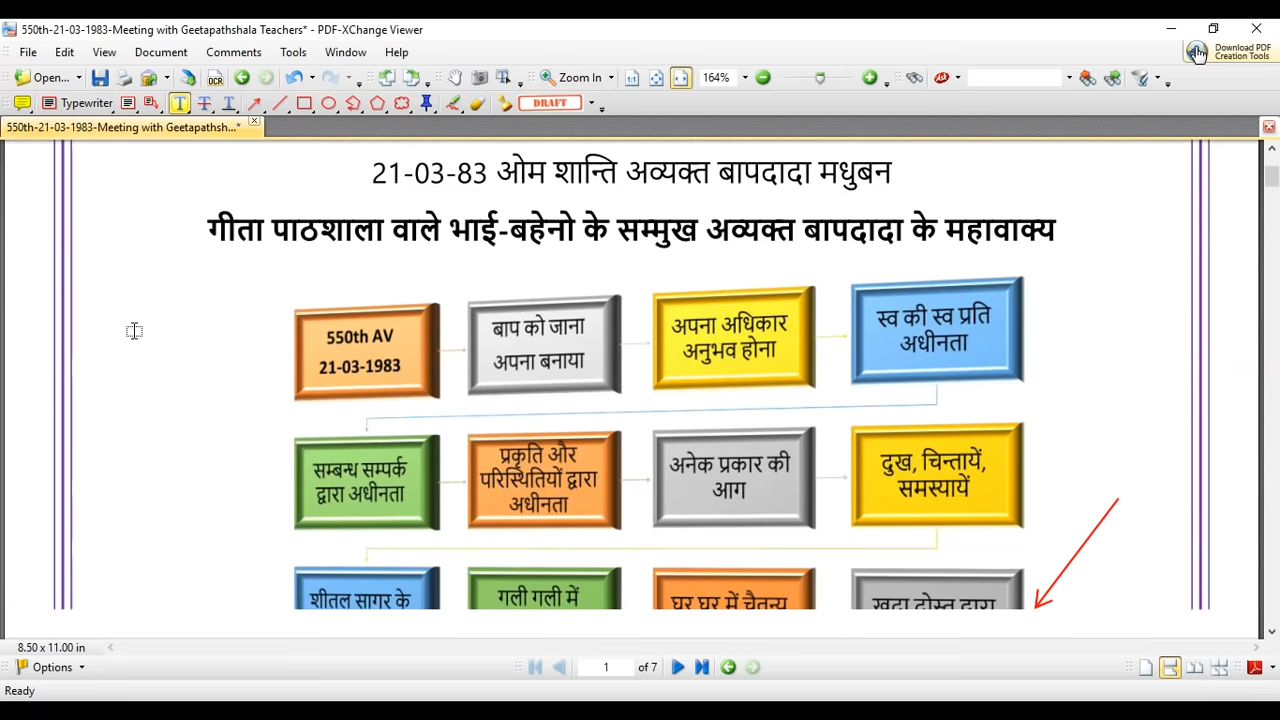 550th-21-03-1983-Meeting with Geetapathshala Teachers* - PDF-XChange Viewer
File Edit View Document Comments Tools Window Help
Download PDF
Creation Tools
Open... OCR Zoom In 164%
Typewriter DRAFT
550th-21-03-1983-Meeting with Geetapathsh...*
21-03-83 ओम शान्ति अव्यक्त बापदादा मधुबन
गीता पाठशाला वाले भाई-बहेनो के सम्मुख अव्यक्त बापदादा के महावाक्य
550th AV
21-03-1983
बाप को जाना
अपना बनाया
अपना अधिकार
अनुभव होना
स्व की स्व प्रति
अधीनता
सम्बन्ध सम्पर्क
द्वारा अधीनता
प्रकृति और
परिस्थितियों द्वारा
अधीनता
अनेक प्रकार की
आग
दुख, चिन्तायें,
समस्यायें
शीतल सागर के
गली गली में
घर घर में चैतन्य
खुदा दोस्त द्वारा
8.50 x 11.00 in
Options 1 of 7
Ready